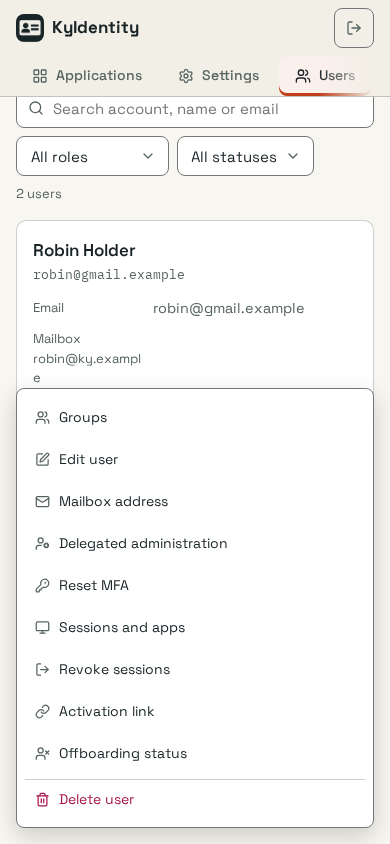 Kyldentity
Applications
Settings
Users
Search account, name or email
All roles
All statuses
2 users
Robin Holder
robin@gmail.example
Email
robin@gmail.example
Mailbox
robin@ky.exampl
e
Groups
Edit user
Mailbox address
Delegated administration
Reset MFA
Sessions and apps
Revoke sessions
Activation link
Offboarding status
Delete user